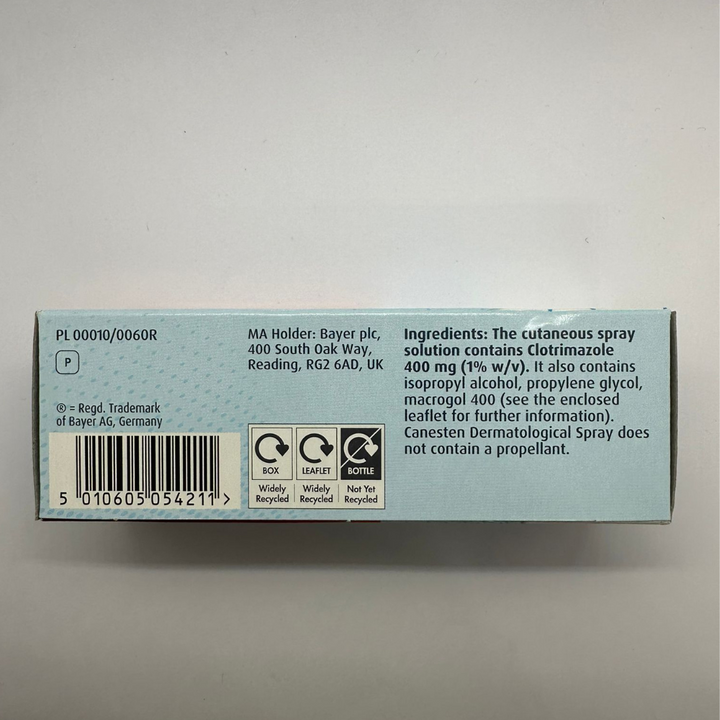 PL 00010/0060R
P
® = Regd. Trademark
of Bayer AG, Germany
5 010605 054211 >
MA Holder: Bayer plc,
400 South Oak Way,
Reading, RG2 6AD, UK
BOX
Widely
Recycled
LEAFLET
Widely
Recycled
BOTTLE
Not Yet
Recycled
Ingredients: The cutaneous spray
solution contains Clotrimazole
400 mg (1% w/v). It also contains
isopropyl alcohol, propylene glycol,
macrogol 400 (see the enclosed
leaflet for further information).
Canesten Dermatological Spray does
not contain a propellant.